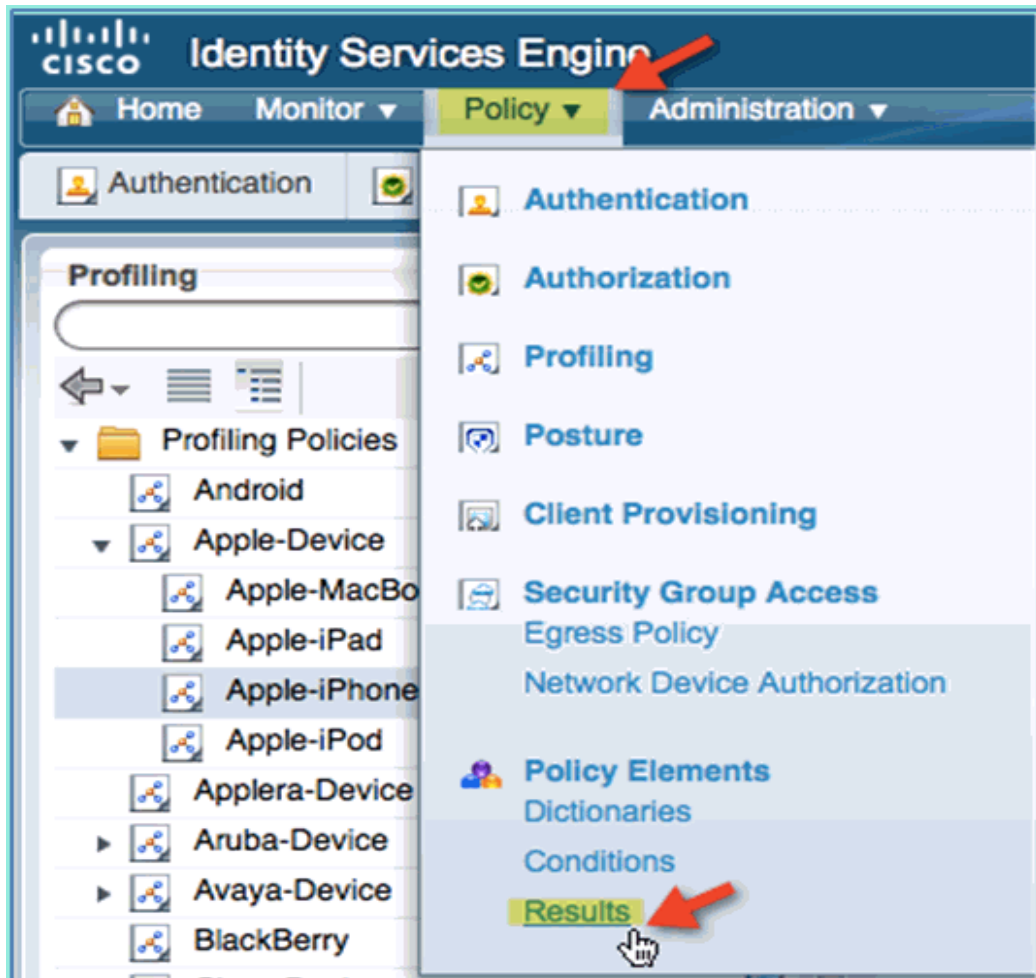 CISCO Identity Services Engine
Home Monitor Policy Administration
Authentication
Profiling
Profiling Policies
Android
Apple-Device
Apple-MacBo
Apple-iPad
Apple-iPhone
Apple-iPod
Applera-Device
Aruba-Device
Avaya-Device
BlackBerry
Authentication
Authorization
Profiling
Posture
Client Provisioning
Security Group Access
Egress Policy
Network Device Authorization
Policy Elements
Dictionaries
Conditions
Results